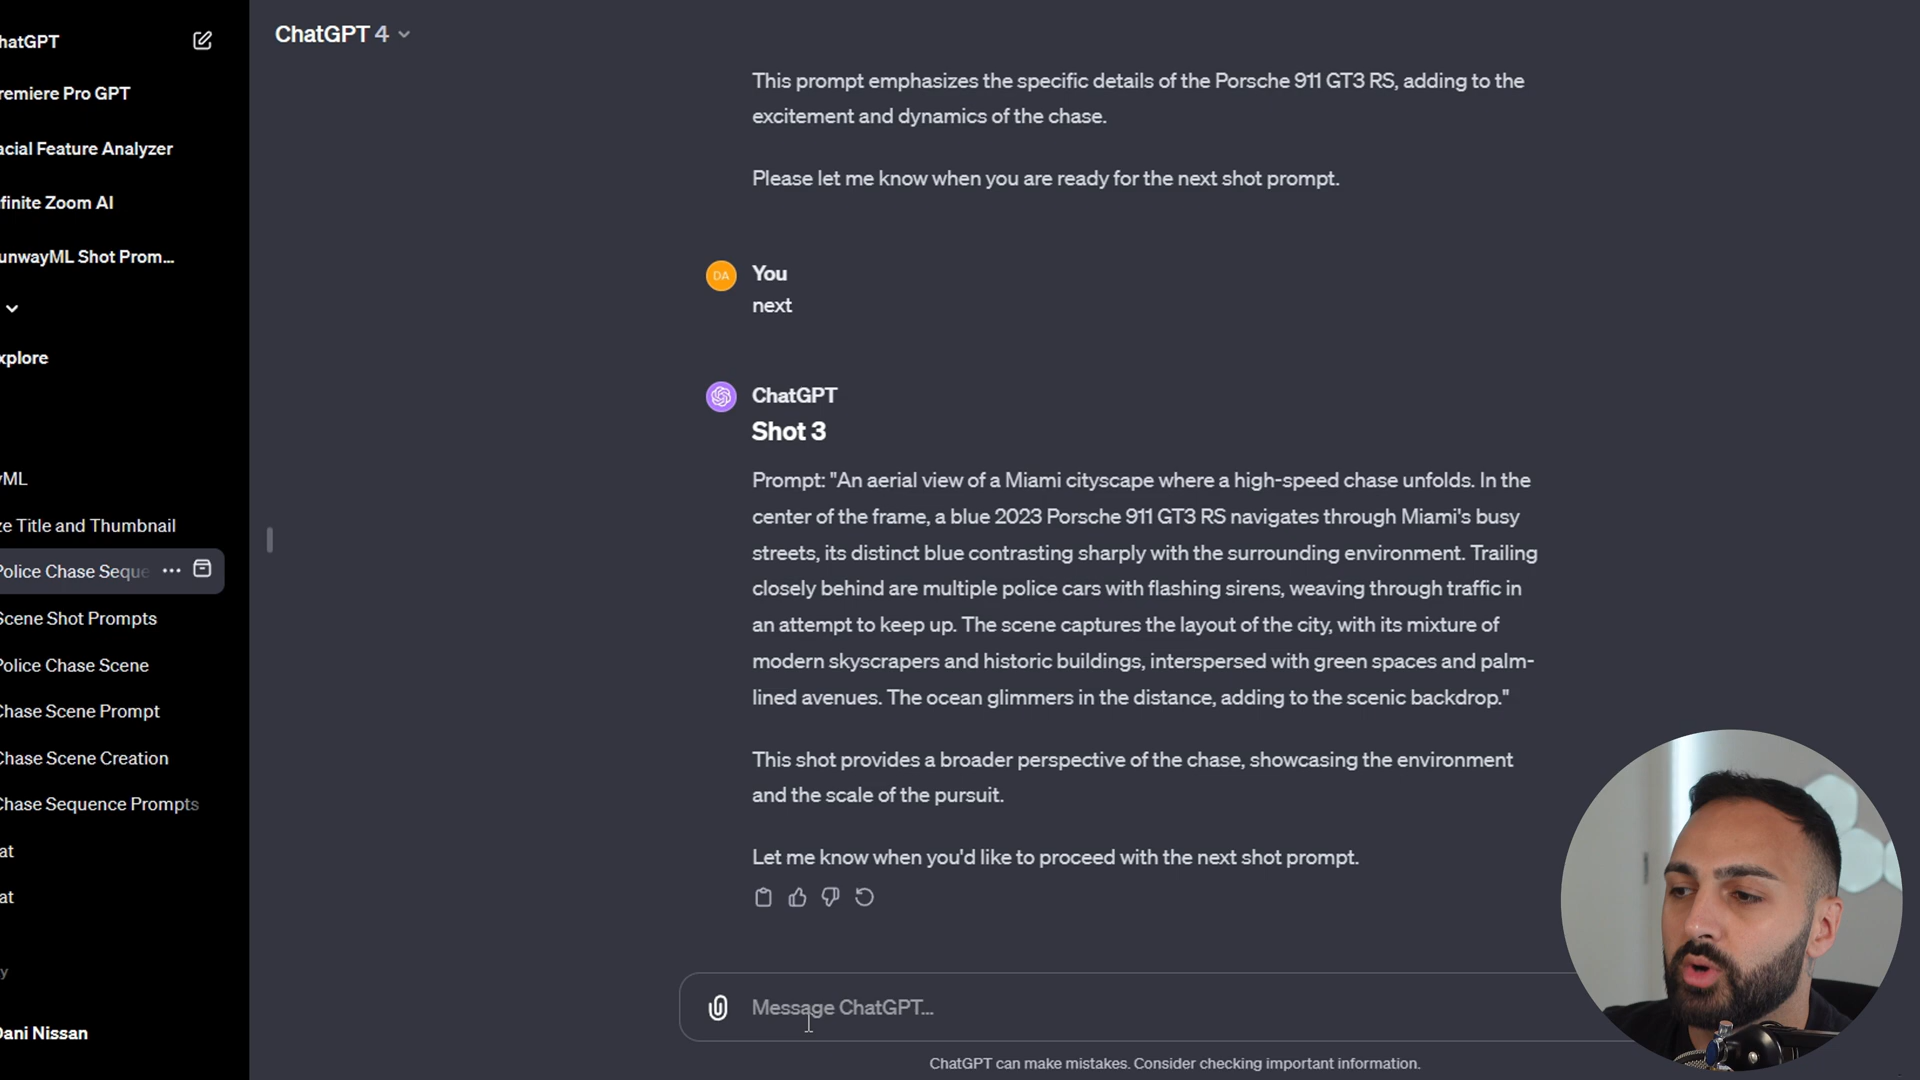 hatGPT
remiere Pro GPT
acial Feature Analyzer
finite Zoom AI
unwayML Shot Prom...
xplore
yML
ze Title and Thumbnail
Police Chase Seque
Scene Shot Prompts
Police Chase Scene
Chase Scene Prompt
Chase Scene Creation
Chase Sequence Prompts
at
at
y
Dani Nissan
ChatGPT 4
This prompt emphasizes the specific details of the Porsche 911 GT3 RS, adding to the
excitement and dynamics of the chase.
Please let me know when you are ready for the next shot prompt.
DA
You
next
ChatGPT
Shot 3
Prompt: "An aerial view of a Miami cityscape where a high-speed chase unfolds. In the
center of the frame, a blue 2023 Porsche 911 GT3 RS navigates through Miami's busy
streets, its distinct blue contrasting sharply with the surrounding environment. Trailing
closely behind are multiple police cars with flashing sirens, weaving through traffic in
an attempt to keep up. The scene captures the layout of the city, with its mixture of
modern skyscrapers and historic buildings, interspersed with green spaces and palm-
lined avenues. The ocean glimmers in the distance, adding to the scenic backdrop."
This shot provides a broader perspective of the chase, showcasing the environment
and the scale of the pursuit.
Let me know when you'd like to proceed with the next shot prompt.
Message ChatGPT...
ChatGPT can make mistakes. Consider checking important information.